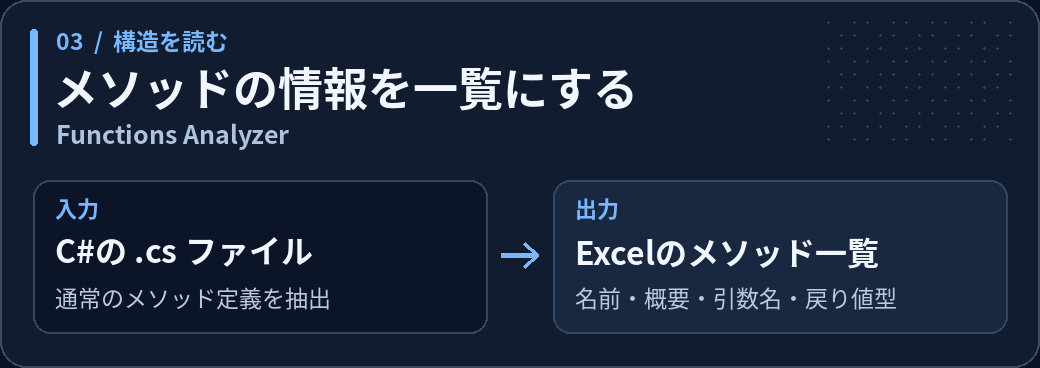 03 / 構造を読む
メソッドの情報を一覧にする
Functions Analyzer
入力
C#の .cs ファイル
通常のメソッド定義を抽出
→
出力
Excelのメソッド一覧
名前・概要・引数名・戻り値型